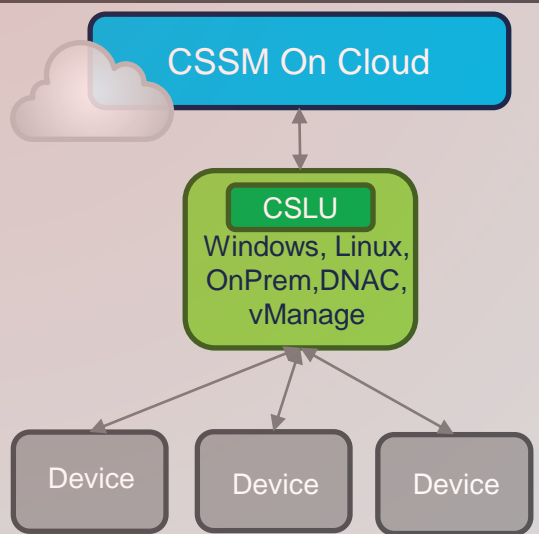 CSSM On Cloud
CSLU
Windows, Linux,
OnPrem,DNAC,
vManage
Device
Device
Device